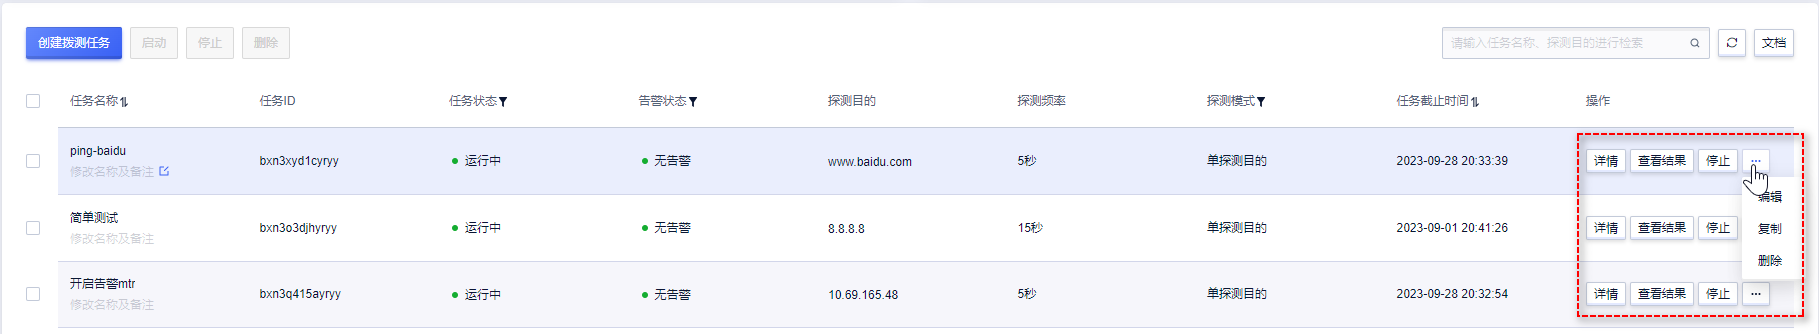 创建拨测任务 启动 停止 删除 请输入任务名称、探测目的进行检索 文档
任务名称 任务ID 任务状态 告警状态 探测目的 探测频率 探测模式 任务截止时间 操作
ping-baidu
修改名称及备注
bxn3xyd1cyryy 运行中 无告警 www.baidu.com 5秒 单探测目的 2023-09-28 20:33:39 详情 查看结果 停止 ...
编辑
简单测试
修改名称及备注
bxn3o3djhyryy 运行中 无告警 8.8.8.8 15秒 单探测目的 2023-09-01 20:41:26 详情 查看结果 停止
复制
删除
开启告警mtr
修改名称及备注
bxn3q415ayryy 运行中 无告警 10.69.165.48 5秒 单探测目的 2023-09-28 20:32:54 详情 查看结果 停止 ...